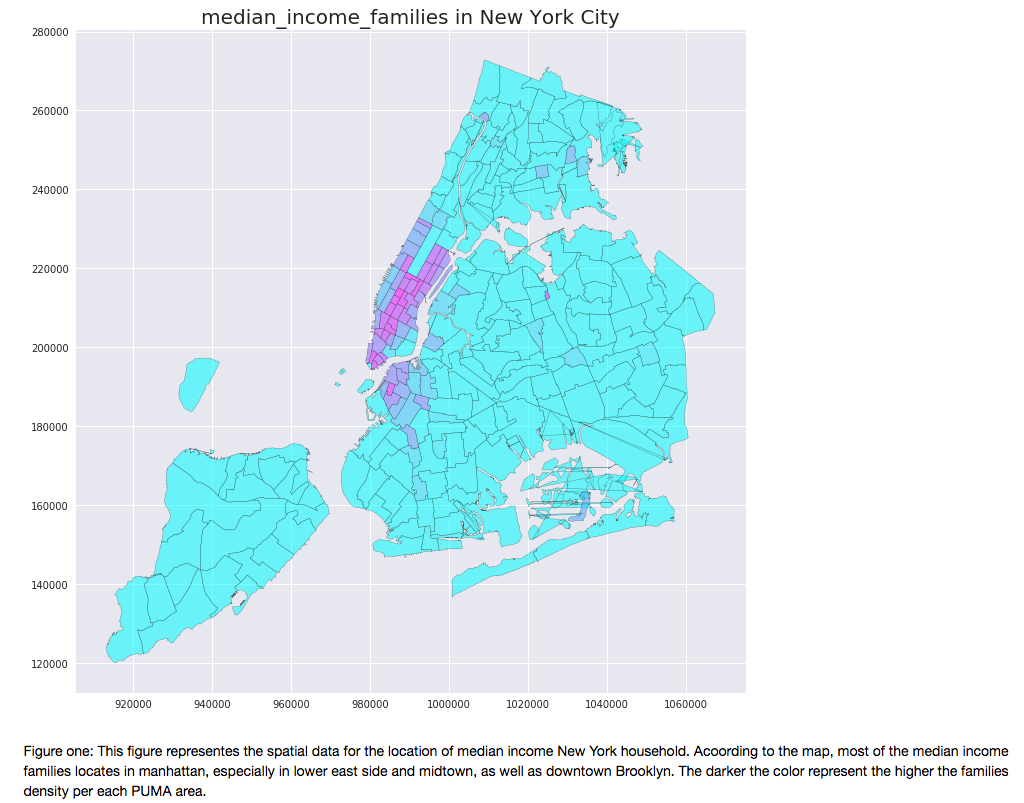 median_income_families in New York City
280000
260000
240000
220000
200000
180000
160000
140000
120000
920000 940000 960000 980000 1000000 1020000 1040000 1060000
Figure one: This figure representes the spatial data for the location of median income New York household. Acoording to the map, most of the median income
families locates in manhattan, especially in lower east side and midtown, as well as downtown Brooklyn. The darker the color represent the higher the families
density per each PUMA area.